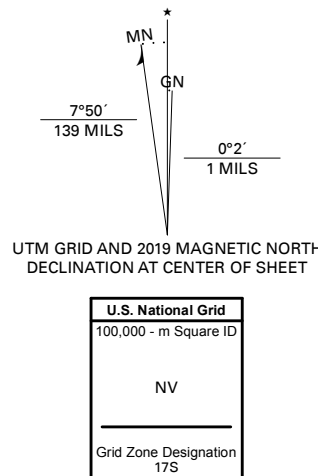 ★
MN
GN
7°50´
139 MILS
0°2´
1 MILS
UTM GRID AND 2019 MAGNETIC NORTH
DECLINATION AT CENTER OF SHEET
U.S. National Grid
100,000 - m Square ID
NV
Grid Zone Designation
17S